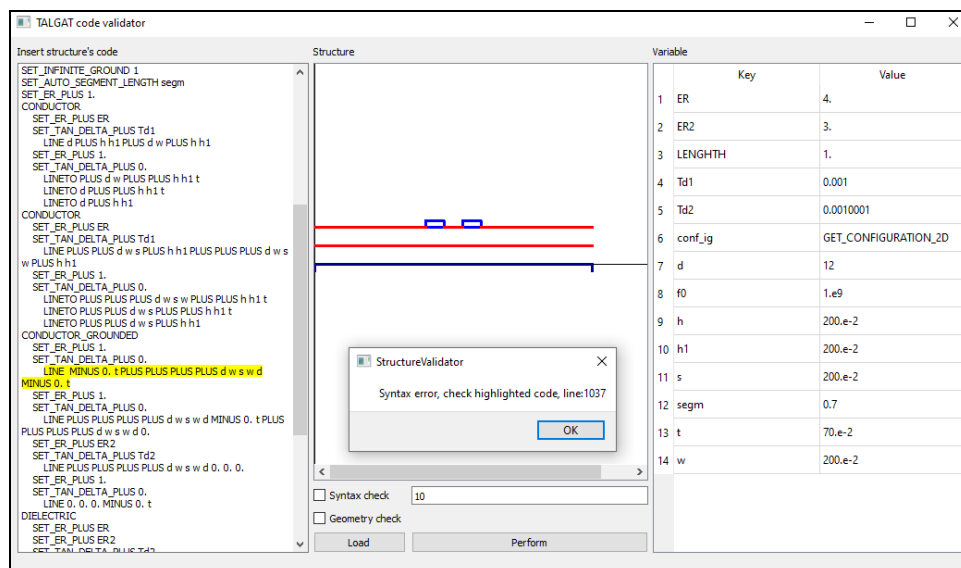 TALGAT code validator
Insert structure's code
SET_INFINITE_GROUND 1
SET_AUTO_SEGMENT_LENGTH segm
SET_ER_PLUS 1.
CONDUCTOR
SET_ER_PLUS ER
SET_TAN_DELTA_PLUS Td1
LINE d PLUS h h1 PLUS d w PLUS h h1
SET_ER_PLUS 1.
SET_TAN_DELTA_PLUS 0.
LINETO PLUS d w PLUS PLUS h h1 t
LINETO d PLUS PLUS h h1 t
LINETO d PLUS h h1
CONDUCTOR
SET_ER_PLUS ER
SET_TAN_DELTA_PLUS Td1
LINE PLUS PLUS d w s PLUS h h1 PLUS PLUS PLUS d w s
w PLUS h h1
SET_ER_PLUS 1.
SET_TAN_DELTA_PLUS 0.
LINETO PLUS PLUS PLUS d w s w PLUS PLUS h h1 t
LINETO PLUS PLUS d w s PLUS PLUS h h1 t
LINETO PLUS PLUS d w s PLUS h h1
CONDUCTOR_GROUNDED
SET_ER_PLUS 1.
SET_TAN_DELTA_PLUS 0.
LINE MINUS 0. t PLUS PLUS PLUS PLUS d w s w d
MINUS 0. t
SET_ER_PLUS 1.
SET_TAN_DELTA_PLUS 0.
LINE PLUS PLUS PLUS PLUS d w s w d MINUS 0. t PLUS
PLUS PLUS PLUS d w s w d 0.
SET_ER_PLUS ER2
SET_TAN_DELTA_PLUS Td2
LINE PLUS PLUS PLUS PLUS d w s w d 0. 0. 0.
SET_ER_PLUS 1.
SET_TAN_DELTA_PLUS 0.
LINE 0. 0. 0. MINUS 0. t
DIELECTRIC
SET_ER_PLUS ER
SET_ER_PLUS ER2
SET_TAN_DELTA_PLUS Td2
Structure
StructureValidator
Syntax error, check highlighted code, line:1037
OK
Syntax check 10
Geometry check
Load Perform
Variable
Key Value
1 ER 4.
2 ER2 3.
3 LENGHTH 1.
4 Td1 0.001
5 Td2 0.0010001
6 conf_ig GET_CONFIGURATION_2D
7 d 12
8 f0 1.e9
9 h 200.e-2
10 h1 200.e-2
11 s 200.e-2
12 segm 0.7
13 t 70.e-2
14 w 200.e-2